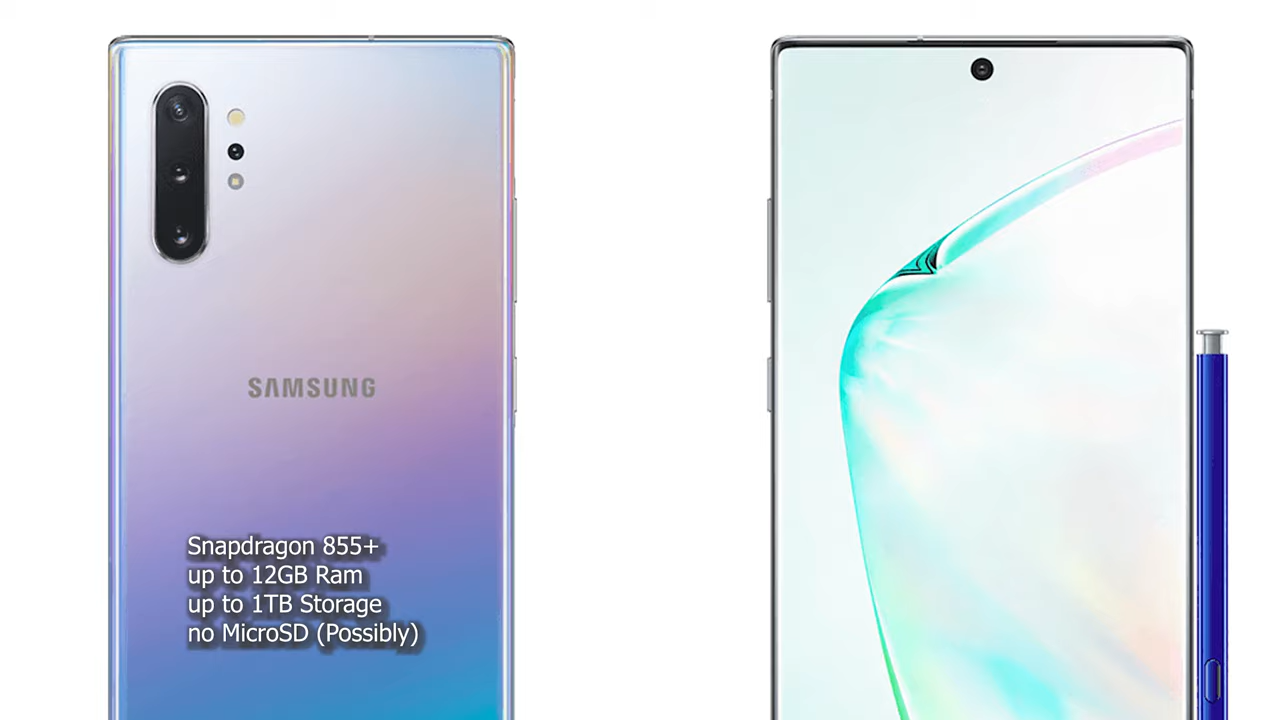 SAMSUNG
Snapdragon 855+
up to 12GB Ram
up to 1TB Storage
no MicroSD (Possibly)